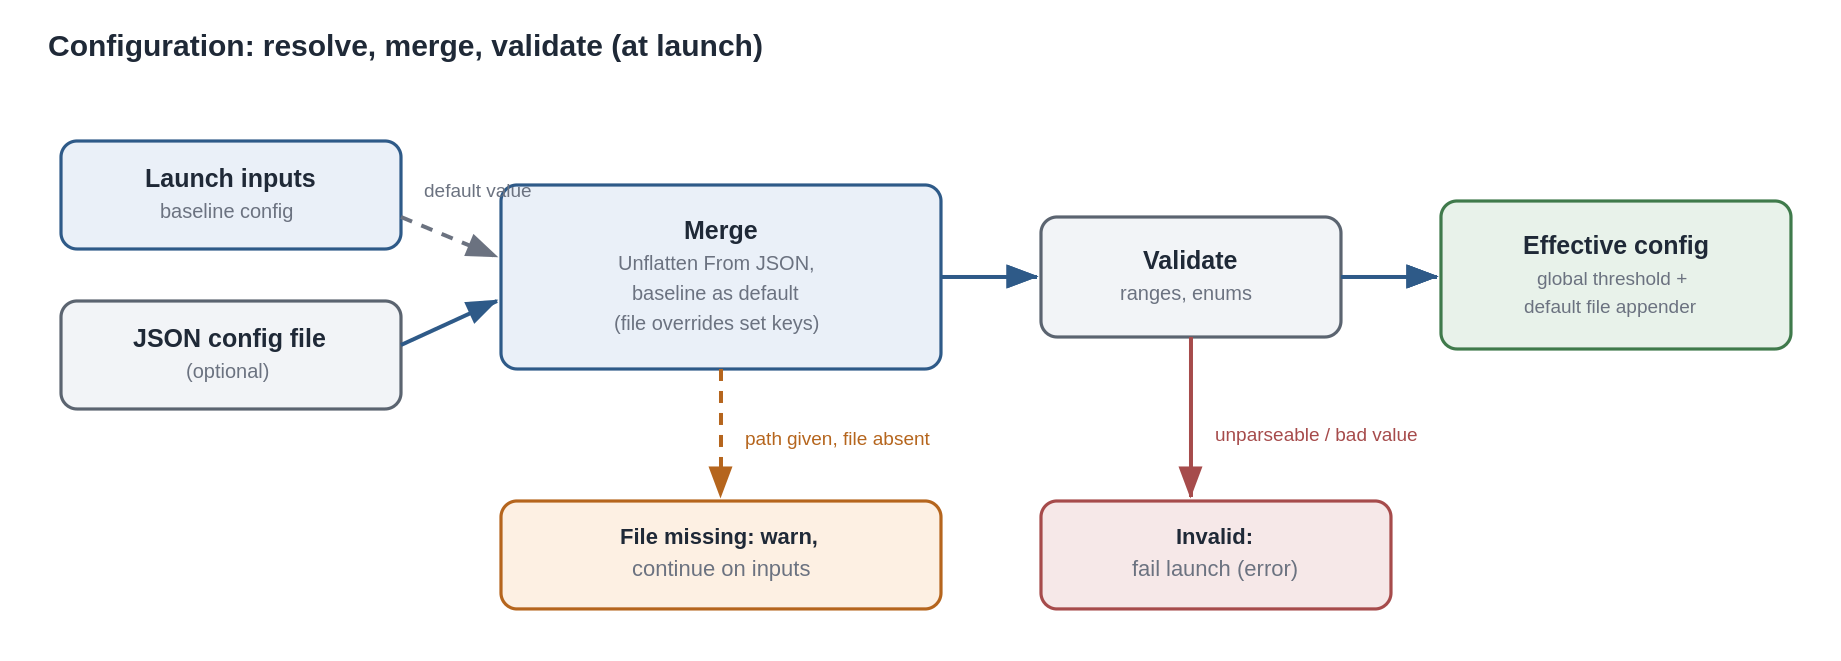 Configuration: resolve, merge, validate (at launch)
Launch inputs
baseline config
default value
JSON config file
(optional)
Merge
Unflatten From JSON,
baseline as default
(file overrides set keys)
Validate
ranges, enums
Effective config
global threshold +
default file appender
path given, file absent
unparseable / bad value
File missing: warn,
continue on inputs
Invalid:
fail launch (error)